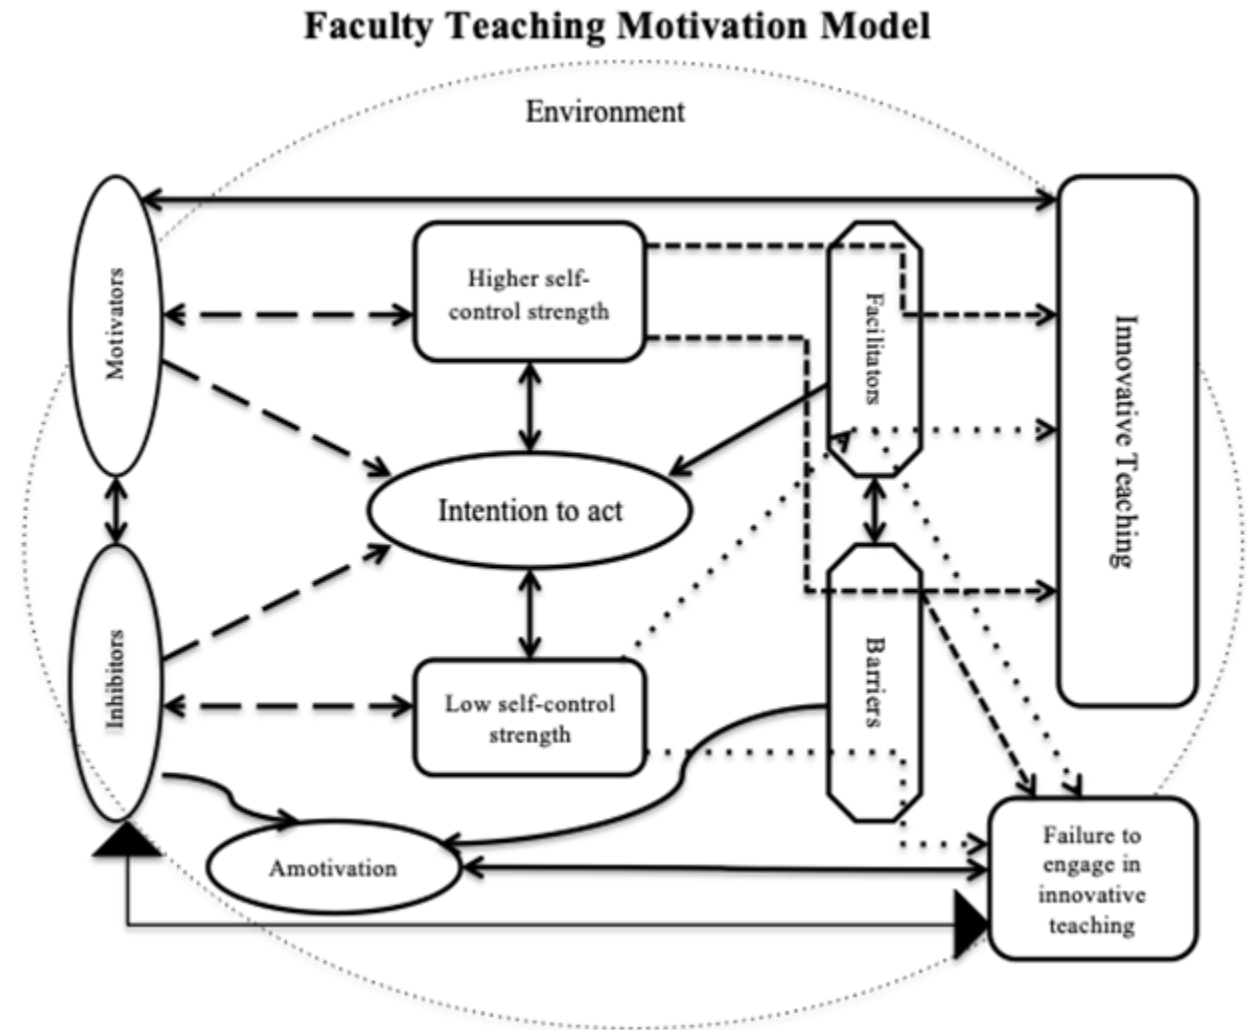 Faculty Teaching Motivation Model
Environment
Motivators
Higher self-
control strength
Facilitators
Innovative Teaching
Intention to act
Inhibitors
Low self-control
strength
Barriers
Amotivation
Failure to
engage in
innovative
teaching